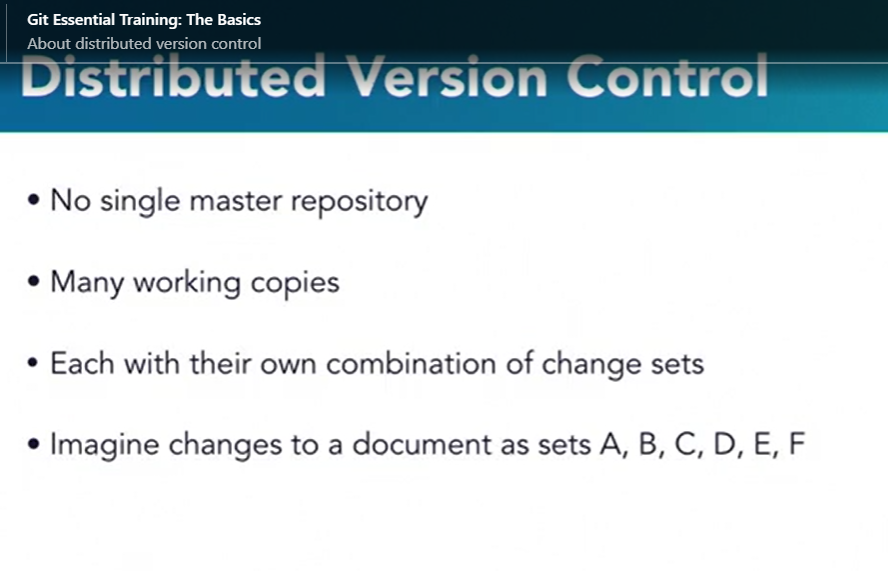 Git Essential Training: The Basics
About distributed version control
Distributed Version Control
• No single master repository
• Many working copies
• Each with their own combination of change sets
• Imagine changes to a document as sets A, B, C, D, E, F